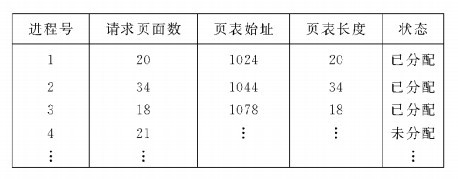 进程号 请求页面数 页表始址 页表长度 状态
1 20 1024 20 已分配
2 34 1044 34 已分配
3 18 1078 18 已分配
4 21 ⋮ ⋮ 未分配
⋮ ⋮ ⋮